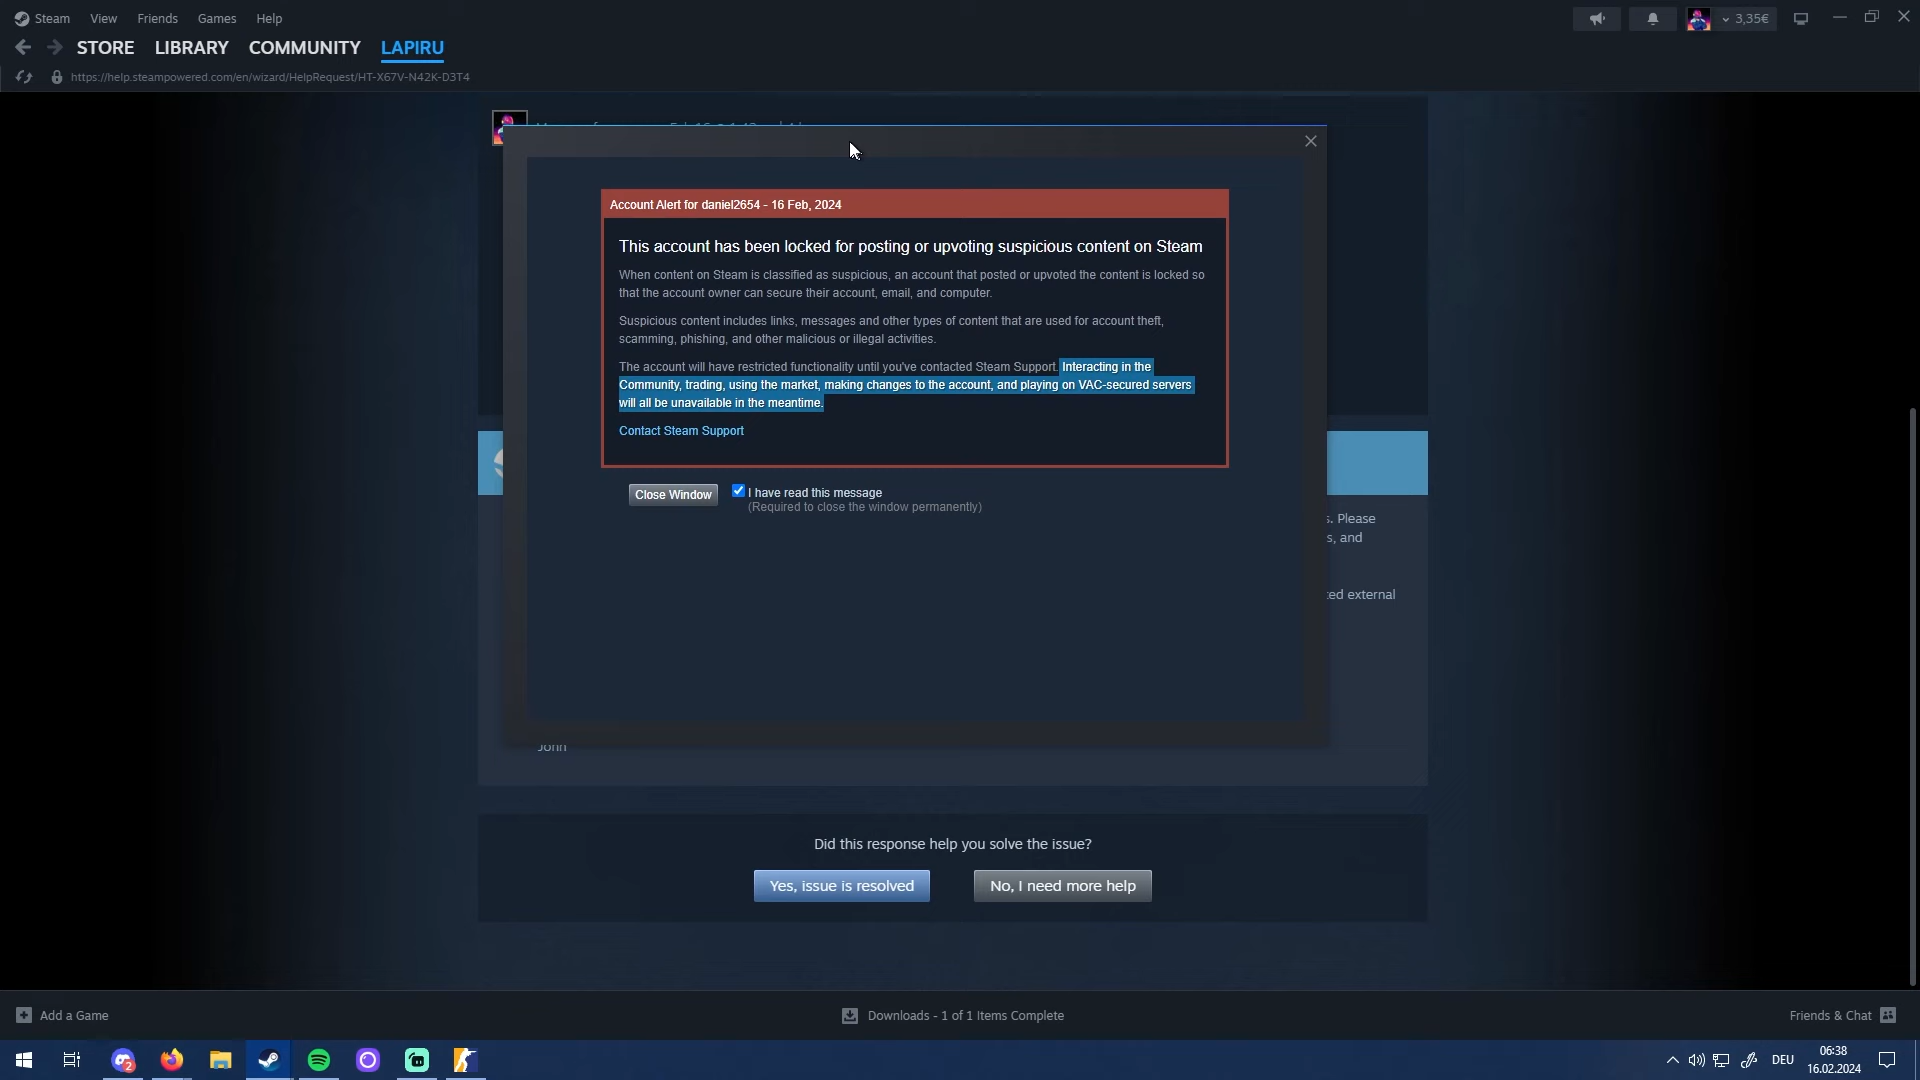 Steam View Friends Games Help
3,35€
STORE LIBRARY COMMUNITY LAPIRU
https://help.steampowered.com/en/wizard/HelpRequest/HT-X67V-N42K-D3T4
Account Alert for daniel2654 - 16 Feb, 2024
This account has been locked for posting or upvoting suspicious content on Steam
When content on Steam is classified as suspicious, an account that posted or upvoted the content is locked so
that the account owner can secure their account, email, and computer.
Suspicious content includes links, messages and other types of content that are used for account theft,
scamming, phishing, and other malicious or illegal activities.
The account will have restricted functionality until you've contacted Steam Support. Interacting in the
Community, trading, using the market, making changes to the account, and playing on VAC-secured servers
will all be unavailable in the meantime.
Contact Steam Support
Close Window
I have read this message
(Required to close the window permanently)
s. Please
s, and
ted external
John
Did this response help you solve the issue?
Yes, issue is resolved
No, I need more help
Add a Game
Downloads - 1 of 1 Items Complete
Friends & Chat
2
DEU
06:38
16.02.2024